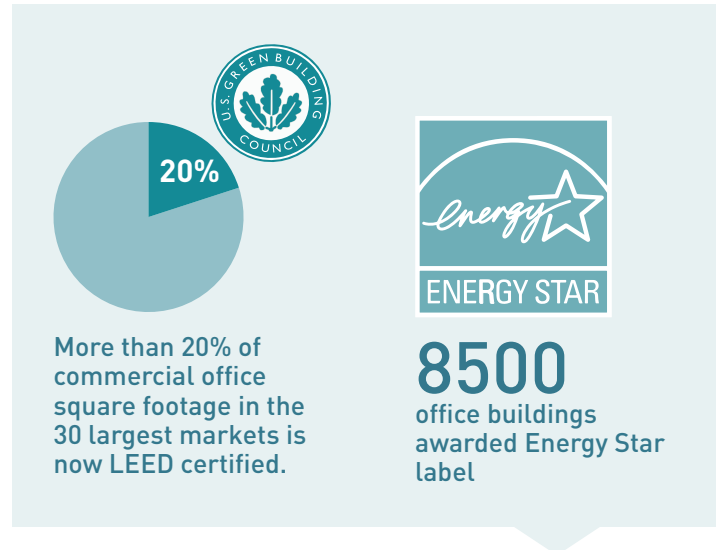 U.S. GREEN BUILDING
COUNCIL
20%
More than 20% of
commercial office
square footage in the
30 largest markets is
now LEED certified.
energy
ENERGY STAR
8500
office buildings
awarded Energy Star
label